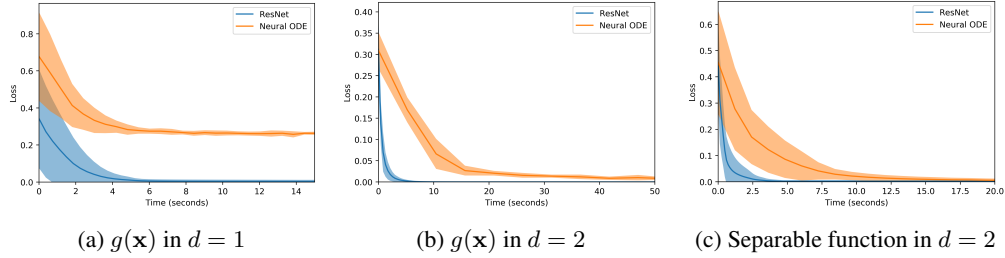 ResNet
Neural ODE
0.8
0.6
0.4
0.2
0.0
Loss
0 2 4 6 8 10 12 14
Time (seconds)
(a) g(x) in d = 1
ResNet
Neural ODE
0.40
0.35
0.30
0.25
0.20
0.15
0.10
0.05
0.00
Loss
0 10 20 30 40 50
Time (seconds)
(b) g(x) in d = 2
ResNet
Neural ODE
0.6
0.5
0.4
0.3
0.2
0.1
0.0
Loss
0.0 2.5 5.0 7.5 10.0 12.5 15.0 17.5 20.0
Time (seconds)
(c) Separable function in d = 2